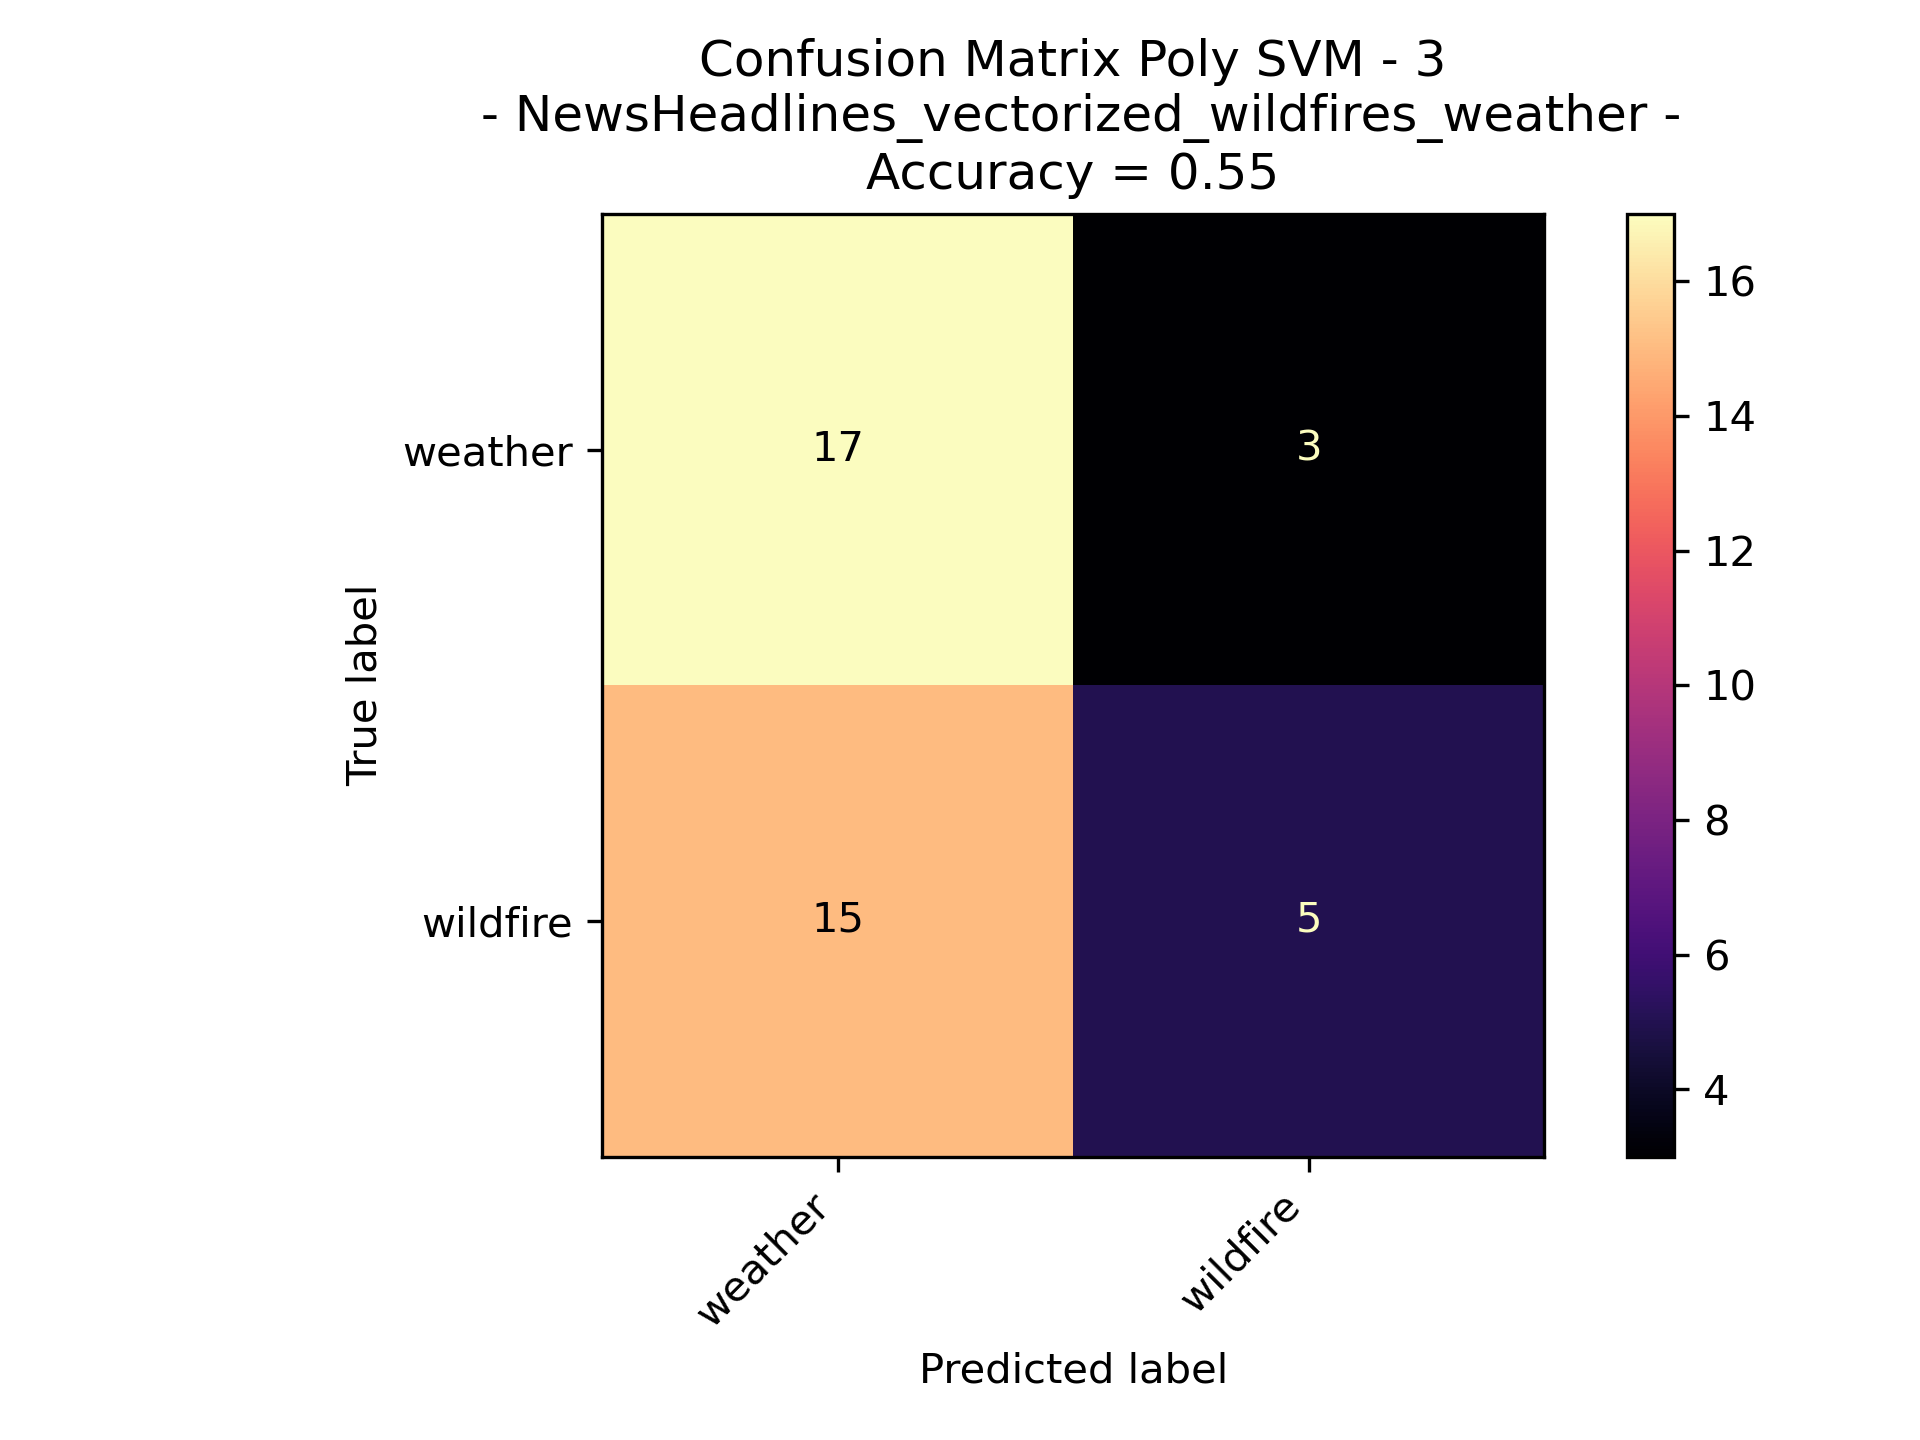 Confusion Matrix Poly SVM - 3
- NewsHeadlines_vectorized_wildfires_weather -
Accuracy = 0.55
weather
wildfire
True label
17
3
15
5
weather
wildfire
Predicted label
16
14
12
10
8
6
4